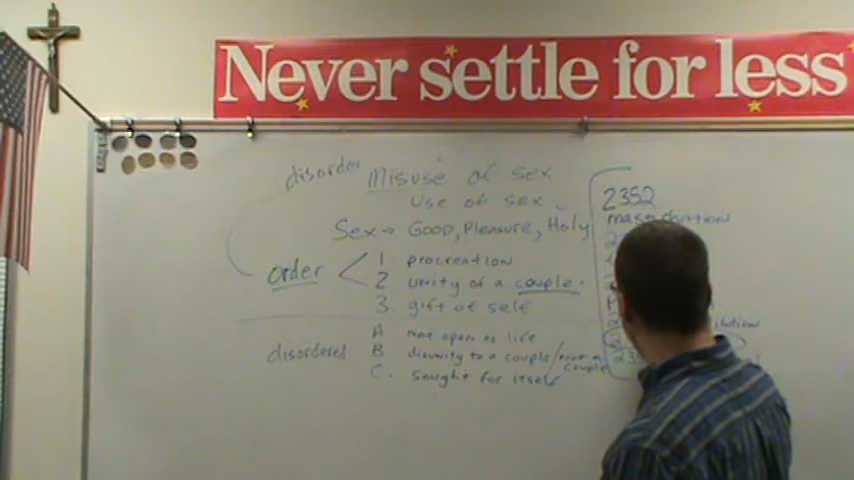 Never settle for less
disorder Misuse of sex
Use of sex
Sex → Good, Pleasure, Holy
order
1 procreation
2 unity of a couple.
3. gift of self
disordered
A not open to life
B disunity to a couple/not a couple
C. sought for itself
2352
masturbation